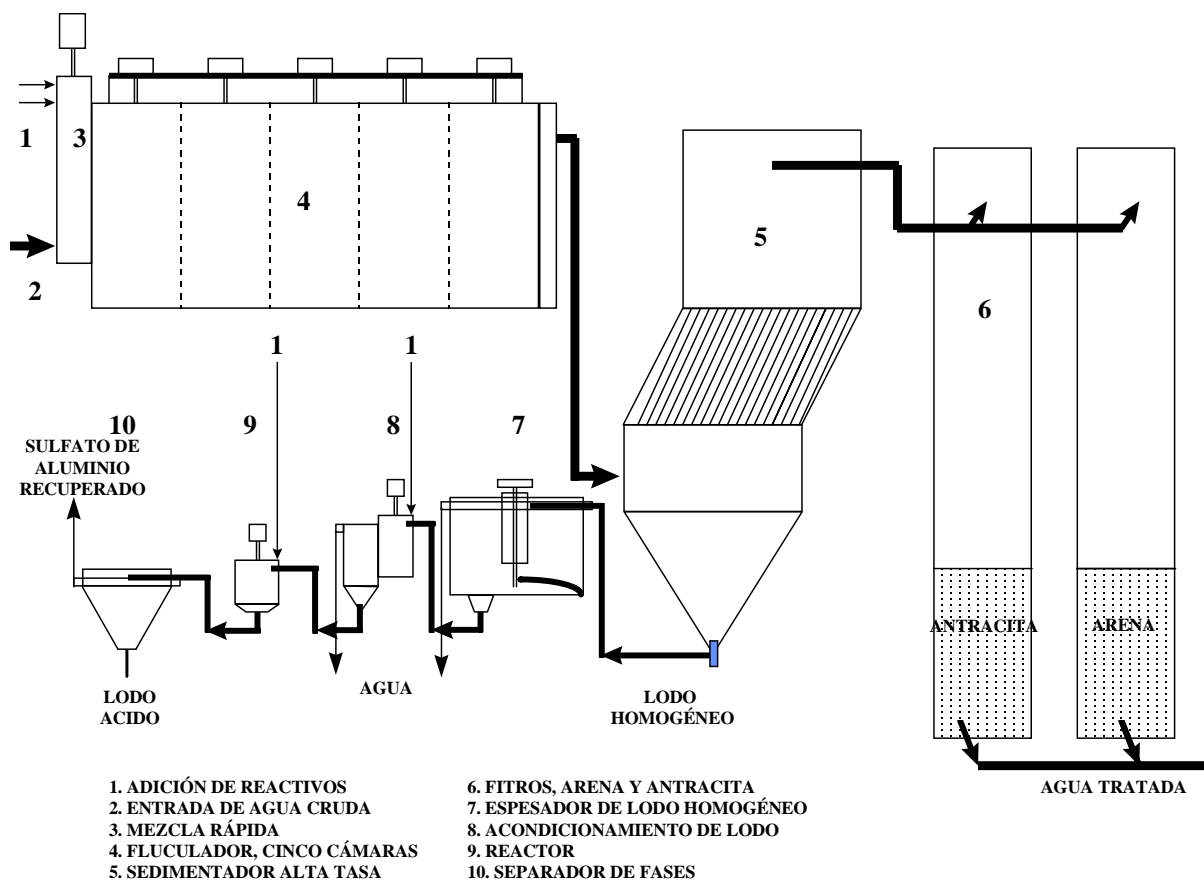 1
3
4
2
5
6
1
1
10
9
8
7
SULFATO DE
ALUMINIO
RECUPERADO
ANTRACITA
ARENA
LODO
ACIDO
AGUA
LODO
HOMOGÉNEO
AGUA TRATADA
1. ADICIÓN DE REACTIVOS
2. ENTRADA DE AGUA CRUDA
3. MEZCLA RÁPIDA
4. FLUCULADOR, CINCO CÁMARAS
5. SEDIMENTADOR ALTA TASA
6. FITROS, ARENA Y ANTRACITA
7. ESPESADOR DE LODO HOMOGÉNEO
8. ACONDICIONAMIENTO DE LODO
9. REACTOR
10. SEPARADOR DE FASES